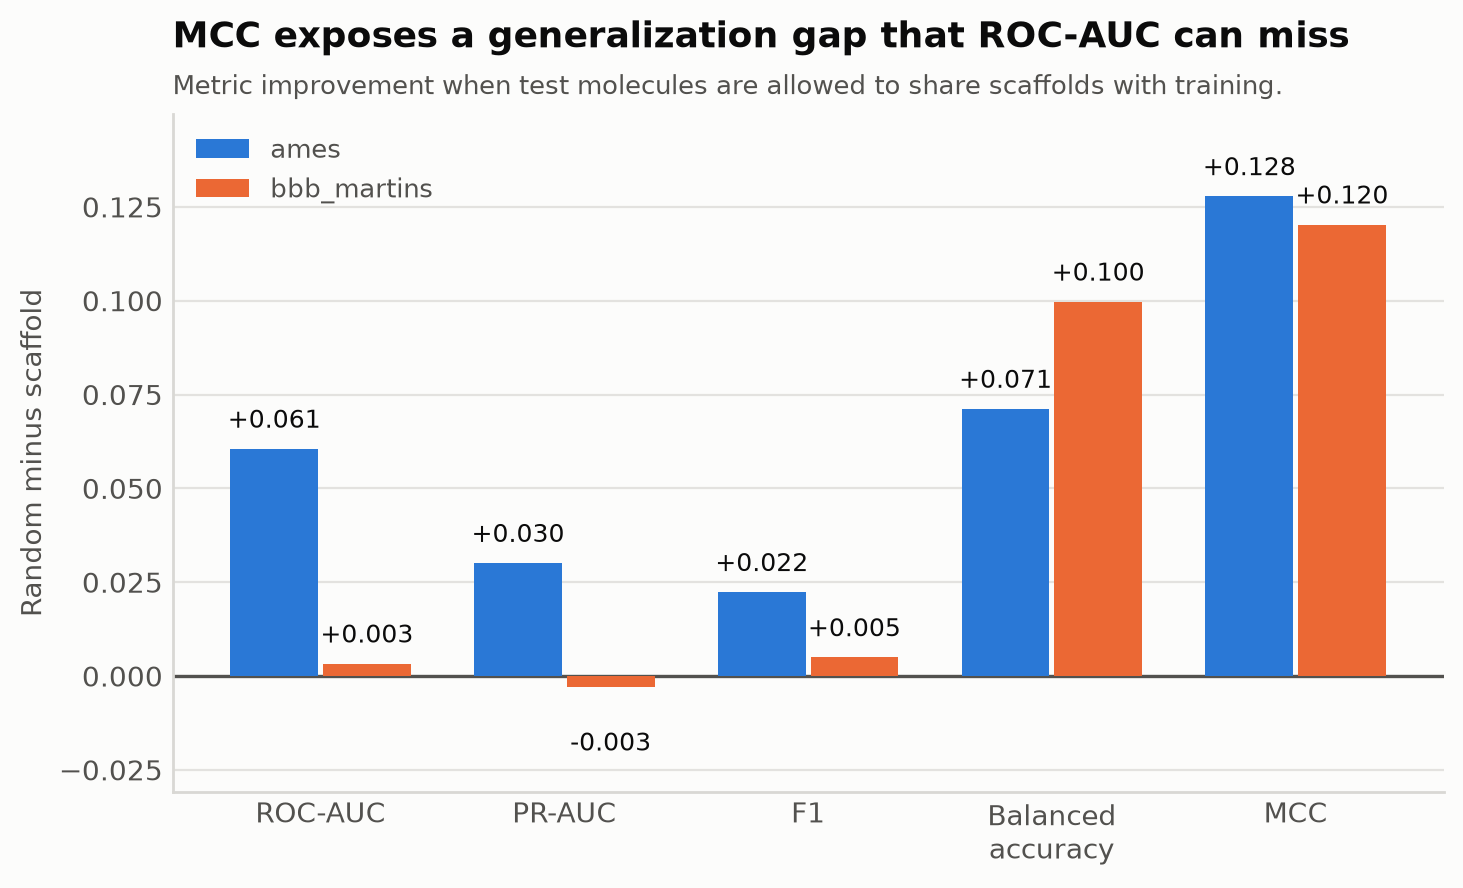 MCC exposes a generalization gap that ROC-AUC can miss
Metric improvement when test molecules are allowed to share scaffolds with training.
ames
bbb_martins
Random minus scaffold
0.125
0.100
0.075
0.050
0.025
0.000
−0.025
+0.061
+0.003
+0.030
-0.003
+0.022
+0.005
+0.071
+0.100
+0.128
+0.120
ROC-AUC
PR-AUC
F1
Balanced
accuracy
MCC